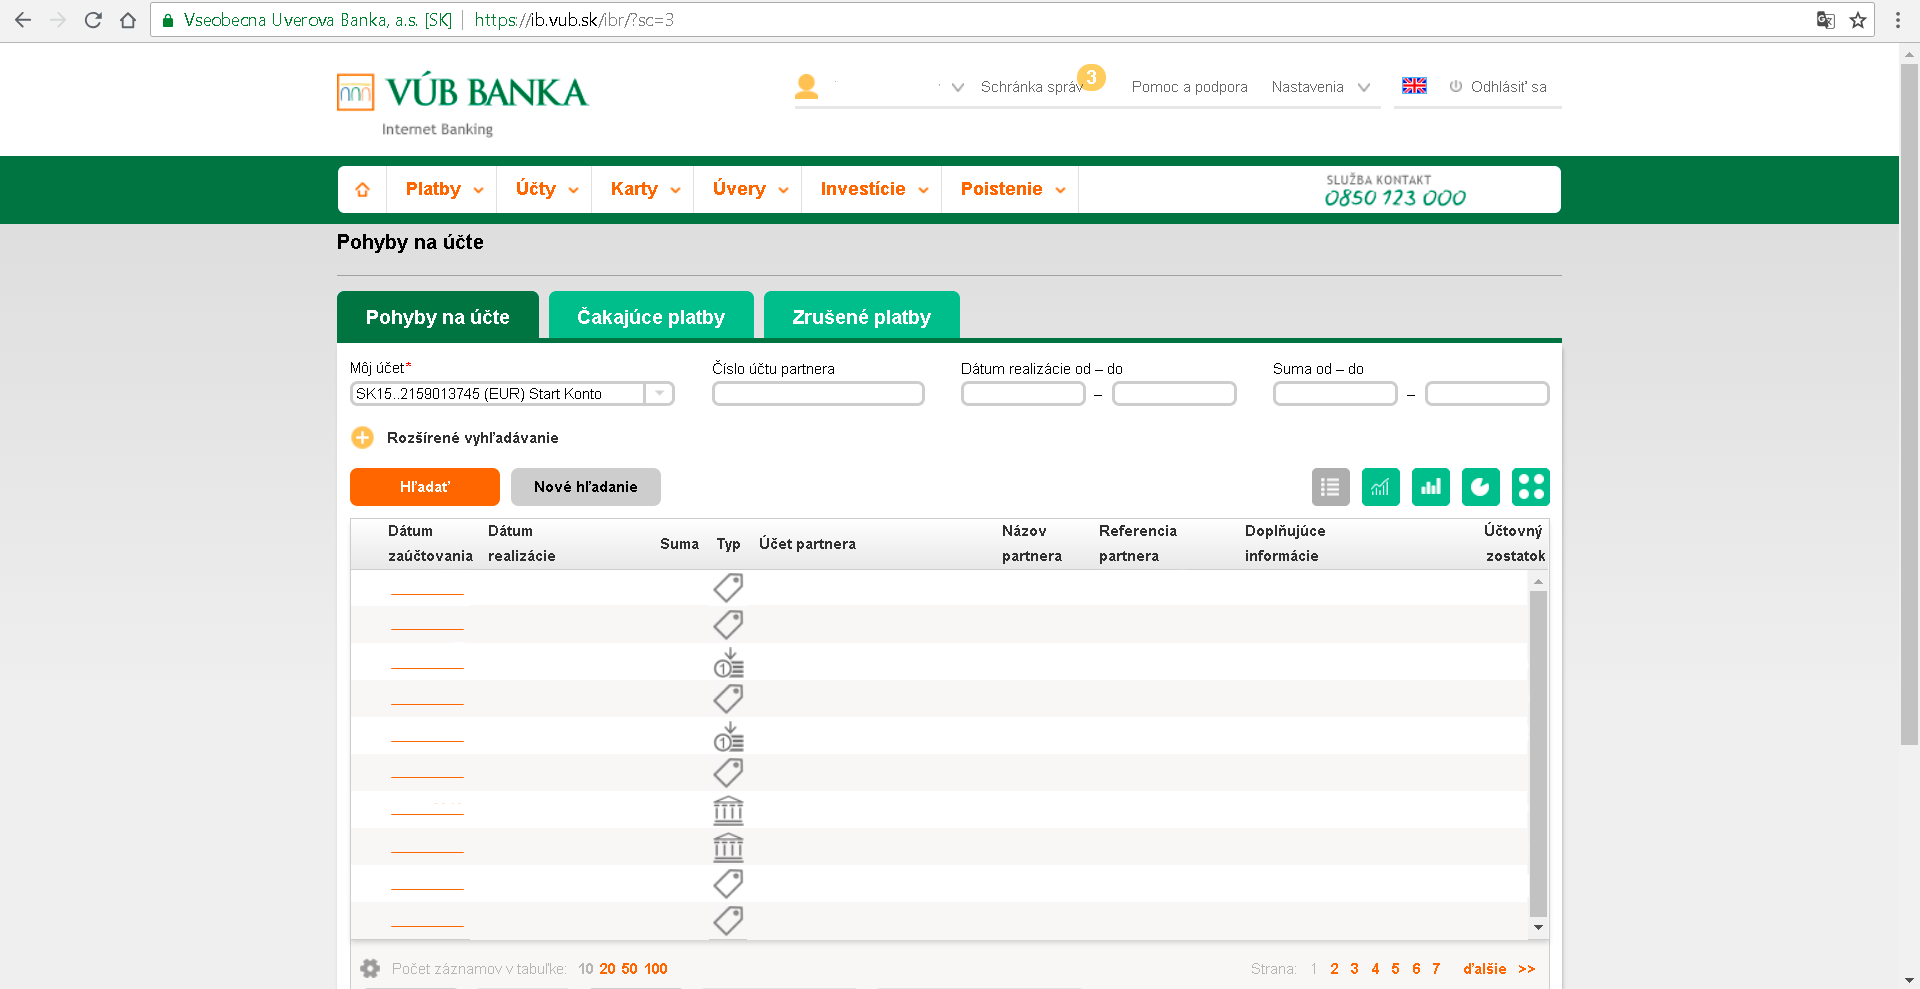 Vseobecna Uverova Banka, a.s. [SK] https://ib.vub.sk/ibr/?sc=3
VÚB BANKA
Internet Banking
Schránka správ 3 Pomoc a podpora Nastavenia Odhlásiť sa
Platby Účty Karty Úvery Investície Poistenie
SLUŽBA KONTAKT
0850 123 000
Pohyby na účte
Pohyby na účte Čakajúce platby Zrušené platby
Môj účet* Číslo účtu partnera Dátum realizácie od – do Suma od – do
SK15..2159013745 (EUR) Start Konto – –
Rozšírené vyhľadávanie
Hľadať Nové hľadanie
Dátum zaúčtovania Dátum realizácie Suma Typ Účet partnera Názov partnera Referencia partnera Doplňujúce informácie Účtovný zostatok
Počet záznamov v tabuľke: 10 20 50 100 Strana: 1 2 3 4 5 6 7 ďalšie >>